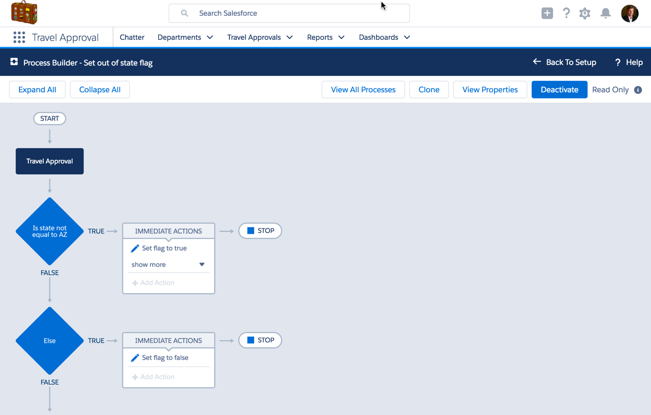 Search Salesforce
Travel Approval
Chatter
Departments
Travel Approvals
Reports
Dashboards
Process Builder - Set out of state flag
Back To Setup
? Help
Expand All
Collapse All
View All Processes
Clone
View Properties
Deactivate
Read Only
START
Travel Approval
Is state not
equal to AZ
TRUE
IMMEDIATE ACTIONS
Set flag to true
show more
+ Add Action
STOP
FALSE
Else
TRUE
IMMEDIATE ACTIONS
Set flag to false
+ Add Action
STOP
FALSE